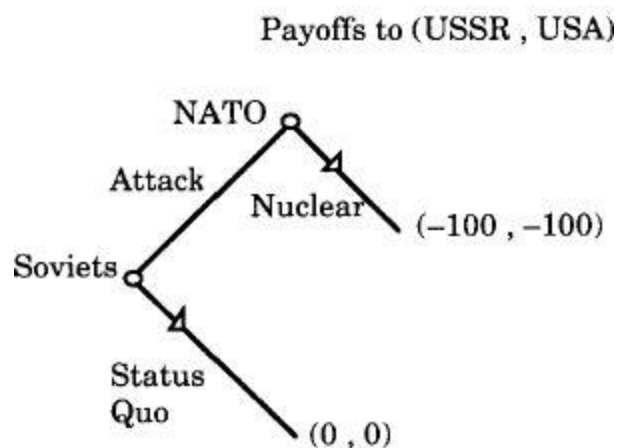 Payoffs to (USSR , USA)
NATO
Attack
Nuclear
(–100 , –100)
Soviets
Status
Quo
(0 , 0)